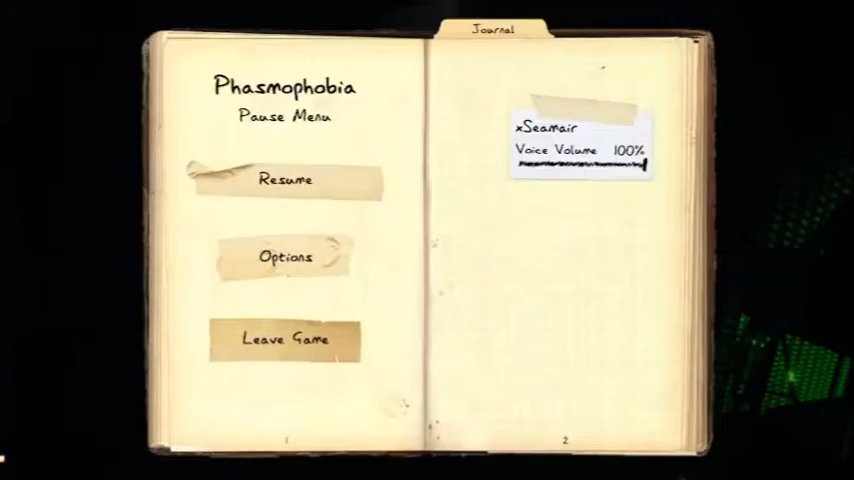 Journal
Phasmophobia
Pause Menu
Resume
Options
Leave Game
1
xSeamair
Voice Volume 100%
2